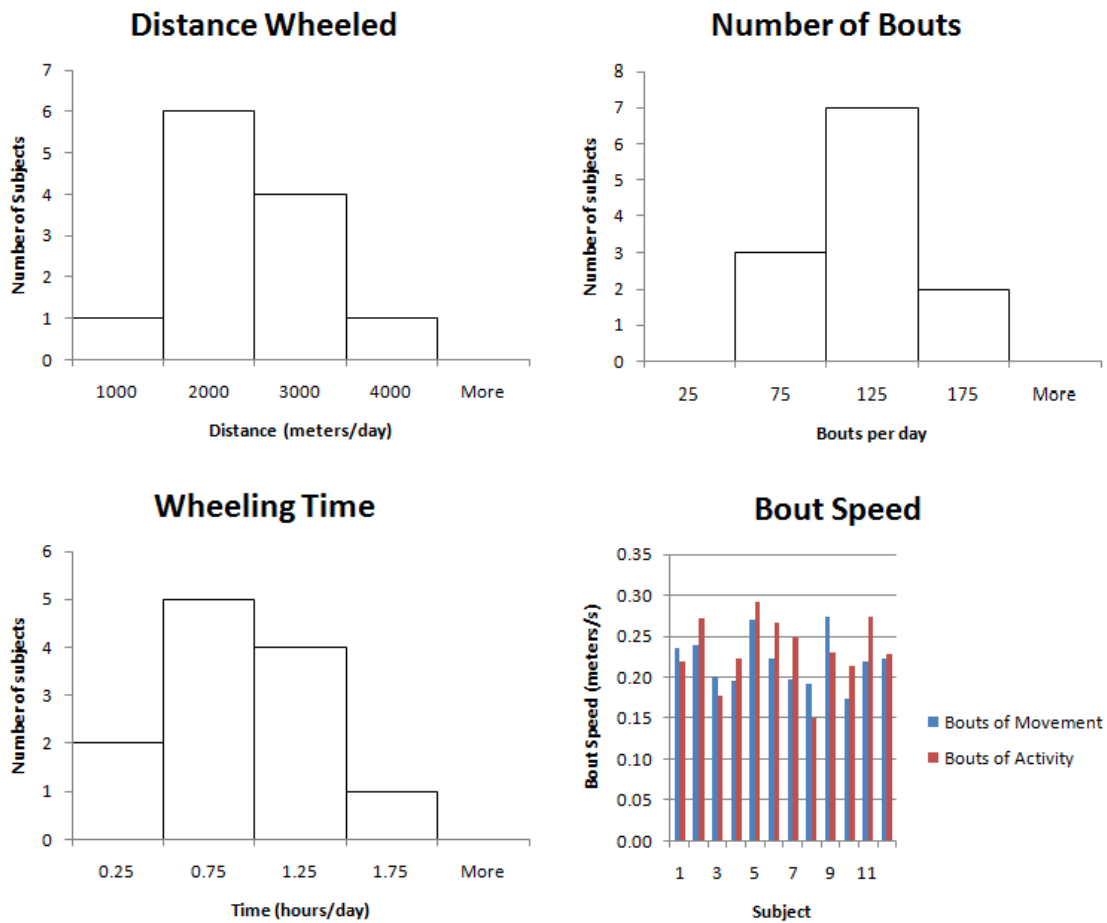 Distance Wheeled
Number of Subjects
7
6
5
4
3
2
1
0
1000 2000 3000 4000 More
Distance (meters/day)
Number of Bouts
Number of subjects
8
7
6
5
4
3
2
1
0
25 75 125 175 More
Bouts per day
Wheeling Time
Number of subjects
6
5
4
3
2
1
0
0.25 0.75 1.25 1.75 More
Time (hours/day)
Bout Speed
Bout Speed (meters/s)
0.35
0.30
0.25
0.20
0.15
0.10
0.05
0.00
1 3 5 7 9 11
Subject
Bouts of Movement
Bouts of Activity